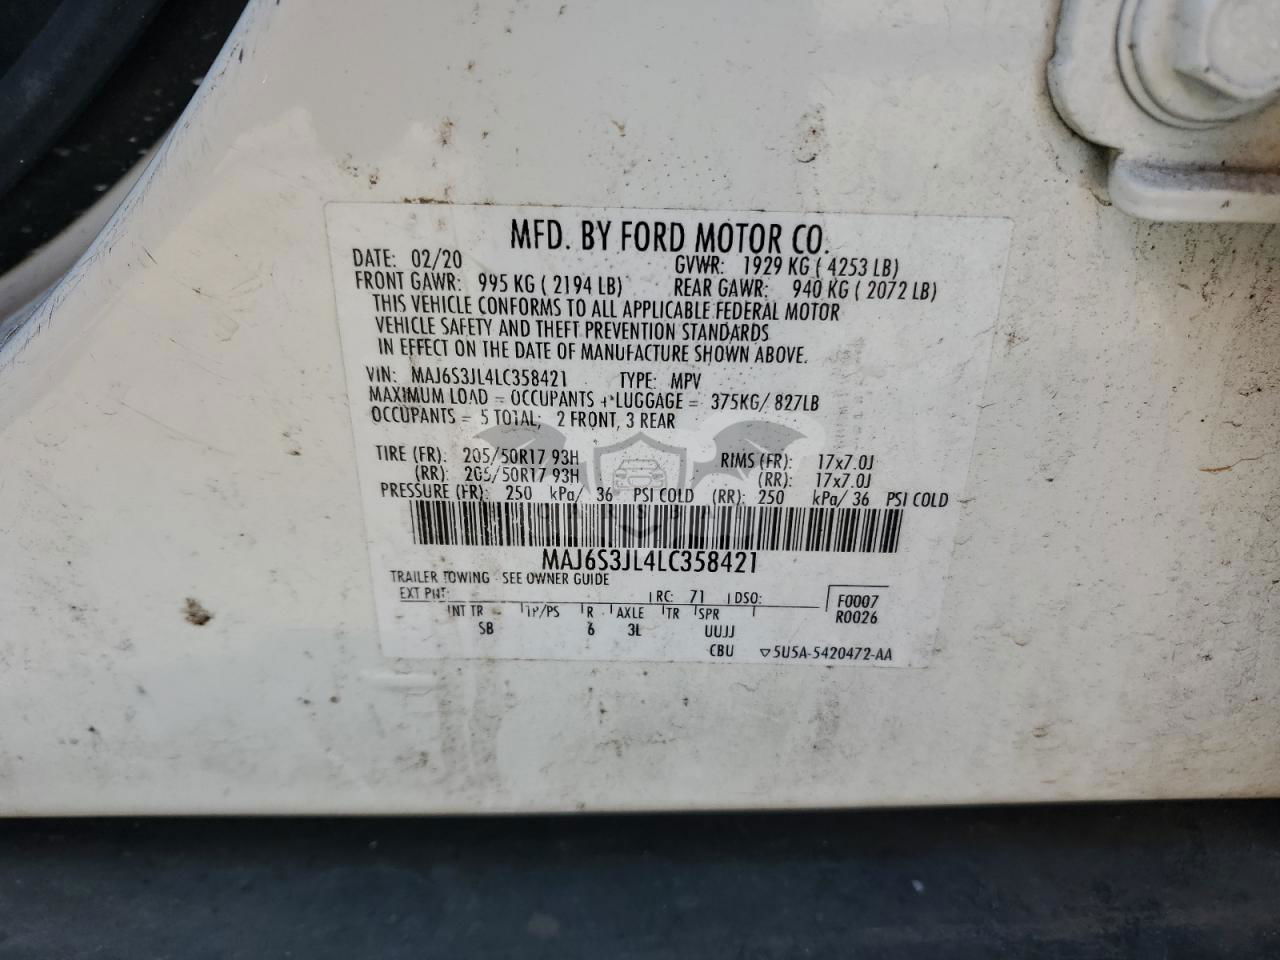 MFD. BY FORD MOTOR CO.
DATE: 02/20 GVWR: 1929 KG ( 4253 LB)
FRONT GAWR: 995 KG ( 2194 LB) REAR GAWR: 940 KG ( 2072 LB)
THIS VEHICLE CONFORMS TO ALL APPLICABLE FEDERAL MOTOR
VEHICLE SAFETY AND THEFT PREVENTION STANDARDS
IN EFFECT ON THE DATE OF MANUFACTURE SHOWN ABOVE.
VIN: MAJ6S3JL4LC358421 TYPE: MPV
MAXIMUM LOAD = OCCUPANTS + LUGGAGE = 375KG/ 827LB
OCCUPANTS = 5 TOTAL; 2 FRONT, 3 REAR
TIRE (FR): 205/50R17 93H RIMS (FR): 17x7.0J
(RR): 205/50R17 93H (RR): 17x7.0J
PRESSURE (FR): 250 kPa/ 36 PSI COLD (RR): 250 kPa/ 36 PSI COLD
MAJ6S3JL4LC358421
TRAILER TOWING - SEE OWNER GUIDE
EXT PNT: RC: 71 DSO: F0007
R0026
INT TR TP/PS R AXLE TR SPR
SB 6 3L UUJJ
CBU ▽5U5A-5420472-AA